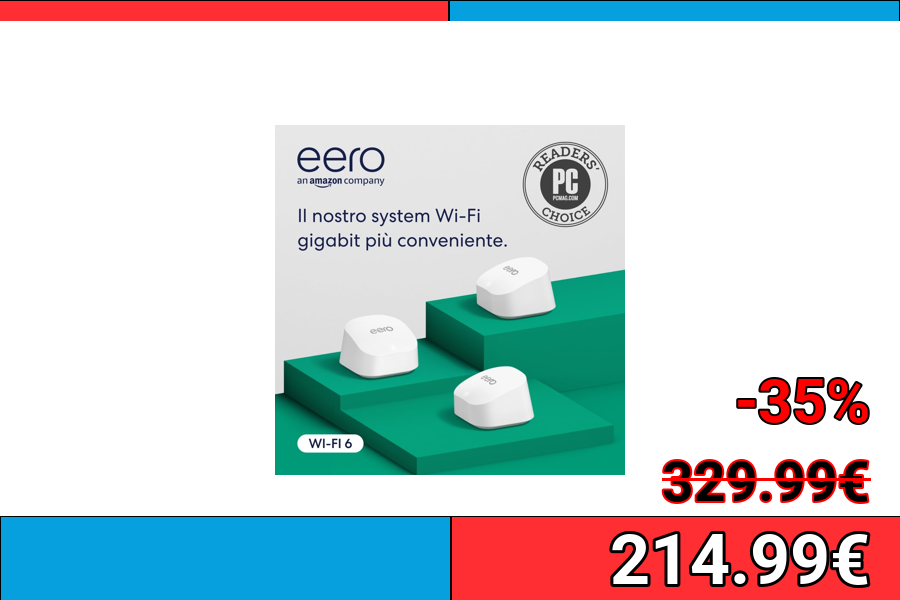 eero
an amazon company
READERS'
PC
PCMAG.COM
CHOICE
Il nostro system Wi-Fi
gigabit più conveniente.
eero
eero
eero
WI-FI 6
-35%
329.99€
214.99€